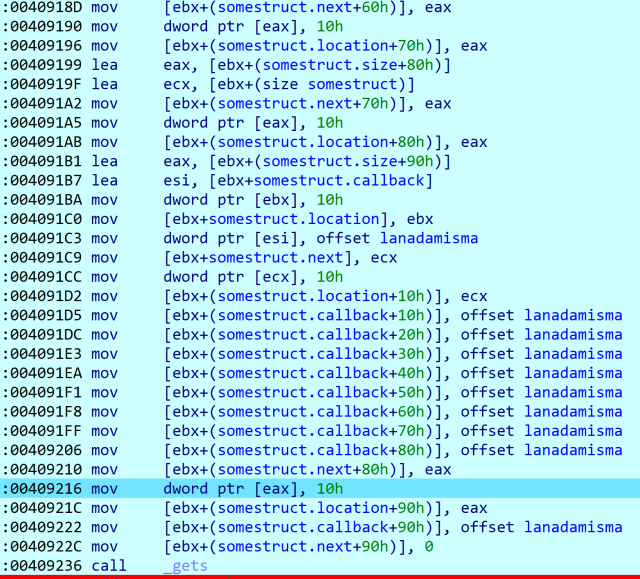 :0040918D mov [ebx+(somestruct.next+60h)], eax
:00409190 mov dword ptr [eax], 10h
:00409196 mov [ebx+(somestruct.location+70h)], eax
:00409199 lea eax, [ebx+(somestruct.size+80h)]
:0040919F lea ecx, [ebx+(size somestruct)]
:004091A2 mov [ebx+(somestruct.next+70h)], eax
:004091A5 mov dword ptr [eax], 10h
:004091AB mov [ebx+(somestruct.location+80h)], eax
:004091B1 lea eax, [ebx+(somestruct.size+90h)]
:004091B7 lea esi, [ebx+somestruct.callback]
:004091BA mov dword ptr [ebx], 10h
:004091C0 mov [ebx+somestruct.location], ebx
:004091C3 mov dword ptr [esi], offset lanadamisma
:004091C9 mov [ebx+somestruct.next], ecx
:004091CC mov dword ptr [ecx], 10h
:004091D2 mov [ebx+(somestruct.location+10h)], ecx
:004091D5 mov [ebx+(somestruct.callback+10h)], offset lanadamisma
:004091DC mov [ebx+(somestruct.callback+20h)], offset lanadamisma
:004091E3 mov [ebx+(somestruct.callback+30h)], offset lanadamisma
:004091EA mov [ebx+(somestruct.callback+40h)], offset lanadamisma
:004091F1 mov [ebx+(somestruct.callback+50h)], offset lanadamisma
:004091F8 mov [ebx+(somestruct.callback+60h)], offset lanadamisma
:004091FF mov [ebx+(somestruct.callback+70h)], offset lanadamisma
:00409206 mov [ebx+(somestruct.callback+80h)], offset lanadamisma
:00409210 mov [ebx+(somestruct.next+80h)], eax
:00409216 mov dword ptr [eax], 10h
:0040921C mov [ebx+(somestruct.location+90h)], eax
:00409222 mov [ebx+(somestruct.callback+90h)], offset lanadamisma
:0040922C mov [ebx+(somestruct.next+90h)], 0
:00409236 call _gets